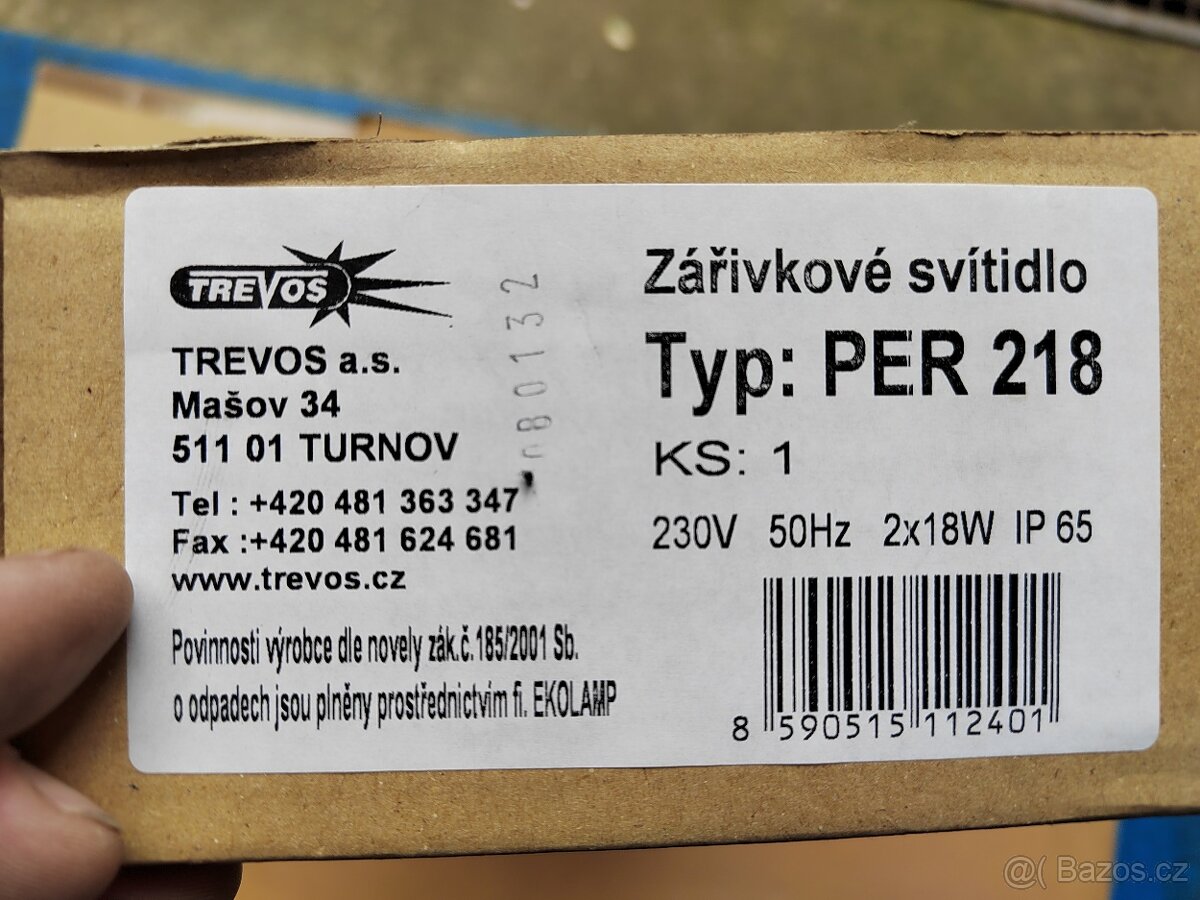 TREVOS
TREVOS a.s.
Mašov 34
511 01 TURNOV
Tel : +420 481 363 347
Fax :+420 481 624 681
www.trevos.cz
Povinnosti výrobce dle novely zák.č.185/2001 Sb.
o odpadech jsou plněny prostřednictvím fi. EKOLAMP
080132
Zářivkové svítidlo
Typ: PER 218
KS: 1
230V 50Hz 2x18W IP 65
8 590515 112401
@( Bazos.cz